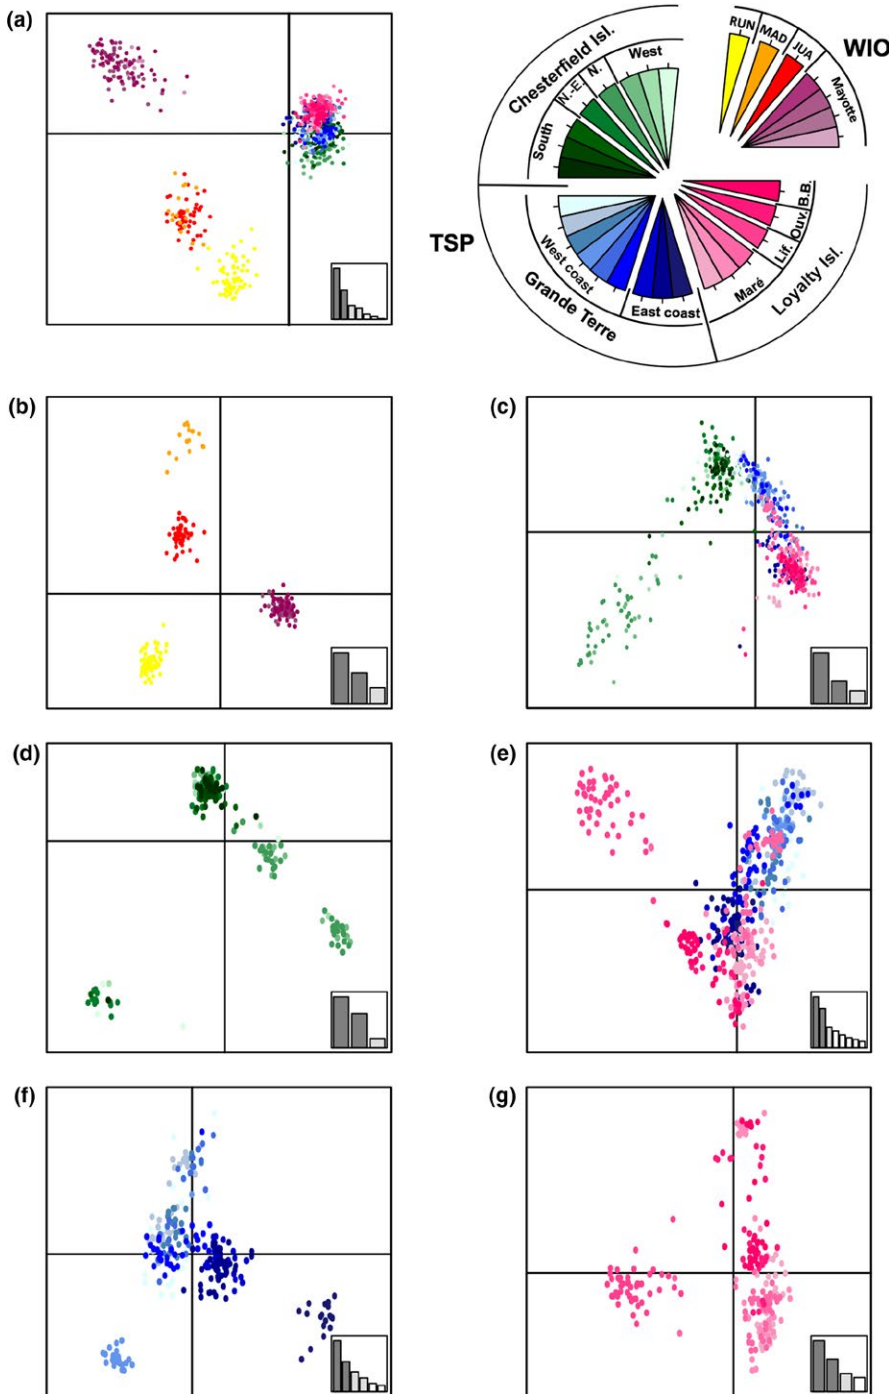 (a)
Chesterfield Isl.
South
N.-E.
N.
West
RUN
MAD
JUA
WIO
Mayotte
TSP
B.B.
Ouv.
Lif.
Maré
Loyalty Isl.
West coast
East coast
Grande Terre
(b)
(c)
(d)
(e)
(f)
(g)